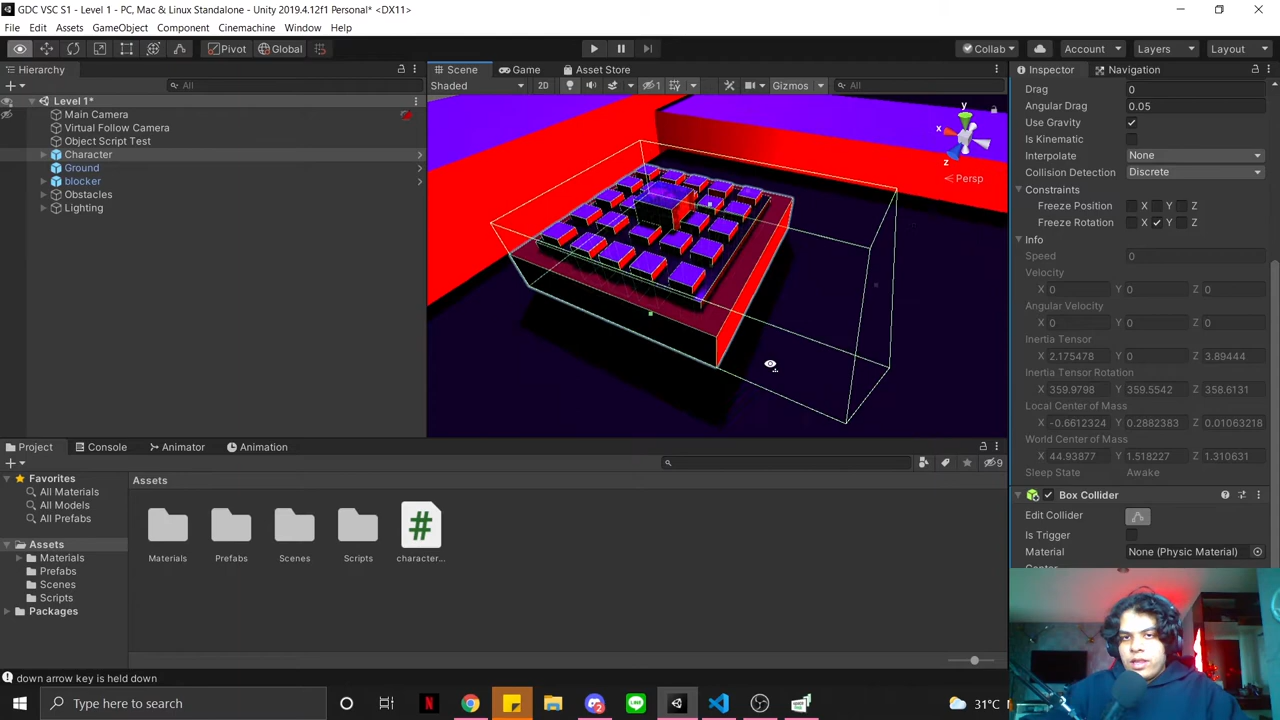 GDC VSC S1 - Level 1 - PC, Mac & Linux Standalone - Unity 2019.4.12f1 Personal* <DX11>
File Edit Assets GameObject Component Cinemachine Window Help
Pivot Global Collab Account Layers Layout
Hierarchy Scene Game Asset Store Inspector Navigation
All Shaded 2D 1 Gizmos All
Level 1*
Main Camera
Virtual Follow Camera
Object Script Test
Character
Ground
blocker
Obstacles
Lighting
y
x
z
Persp
Drag 0
Angular Drag 0.05
Use Gravity
Is Kinematic
Interpolate None
Collision Detection Discrete
Constraints
Freeze Position X Y Z
Freeze Rotation X Y Z
Info
Speed 0
Velocity
X 0 Y 0 Z 0
Angular Velocity
X 0 Y 0 Z 0
Inertia Tensor
X 2.175478 Y 0 Z 3.89444
Inertia Tensor Rotation
X 359.9798 Y 359.5542 Z 358.6131
Local Center of Mass
X -0.6612324 Y 0.2882383 Z 0.01063218
World Center of Mass
X 44.93877 Y 1.518227 Z 1.310631
Sleep State Awake
Box Collider
Edit Collider
Is Trigger
Material None (Physic Material)
Project Console Animator Animation
9
Favorites
All Materials
All Models
All Prefabs
Assets
Materials
Prefabs
Scenes
Scripts
Packages
Assets
#
Materials Prefabs Scenes Scripts character...
down arrow key is held down
Type here to search
31°C